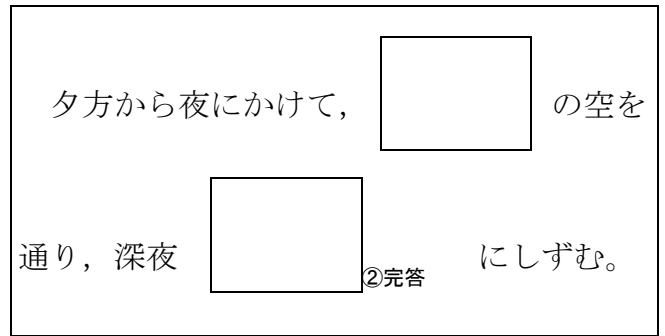 夕方から夜にかけて， の空を
通り，深夜 ②完答 にしずむ。